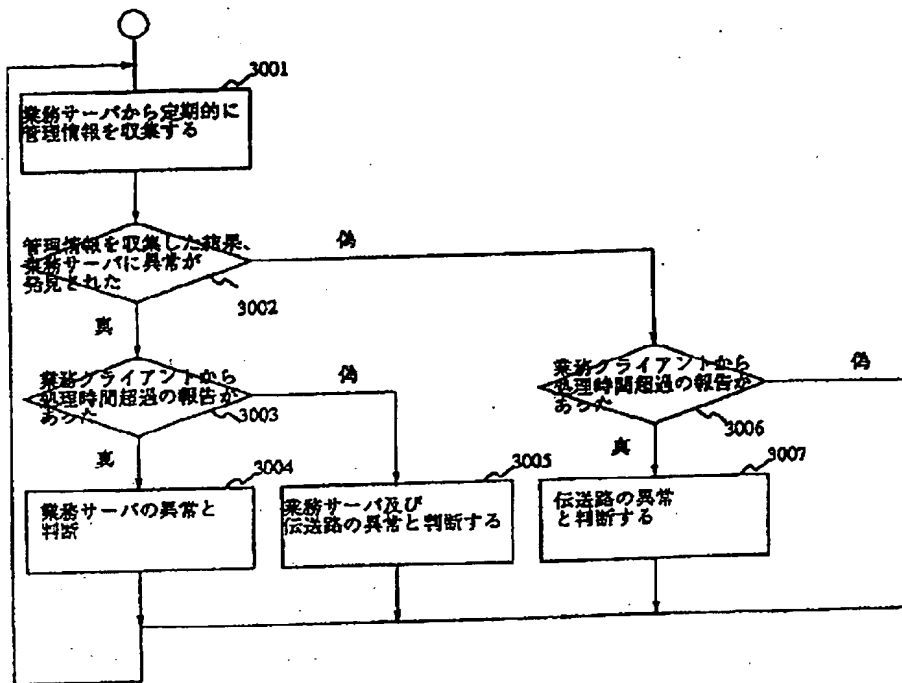 3001
業務サーバから定期的に
管理情報を収集する
管理情報を収集した結果、
業務サーバに異常が
発見された
偽
3002
真
業務クライアントから
処理時間超過の報告が
あった
偽
3003
真
業務クライアントから
処理時間超過の報告が
あった
偽
3006
真
3004
業務サーバの異常と
判断
3005
業務サーバ及び
伝送路の異常と判断する
3007
伝送路の異常
と判断する